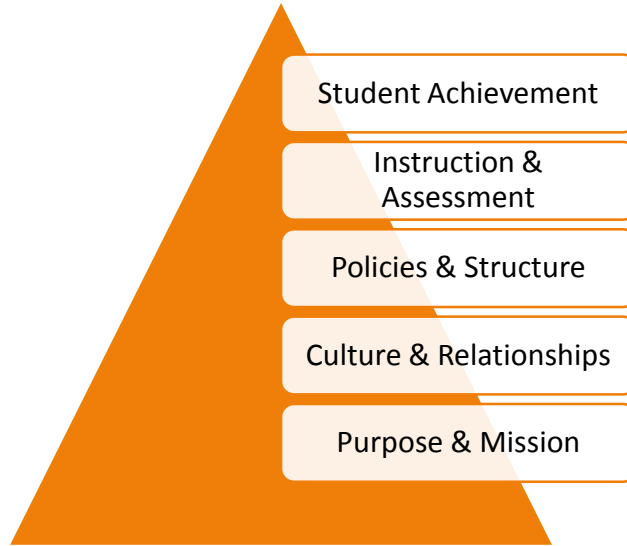 Student Achievement
Instruction &
Assessment
Policies & Structure
Culture & Relationships
Purpose & Mission